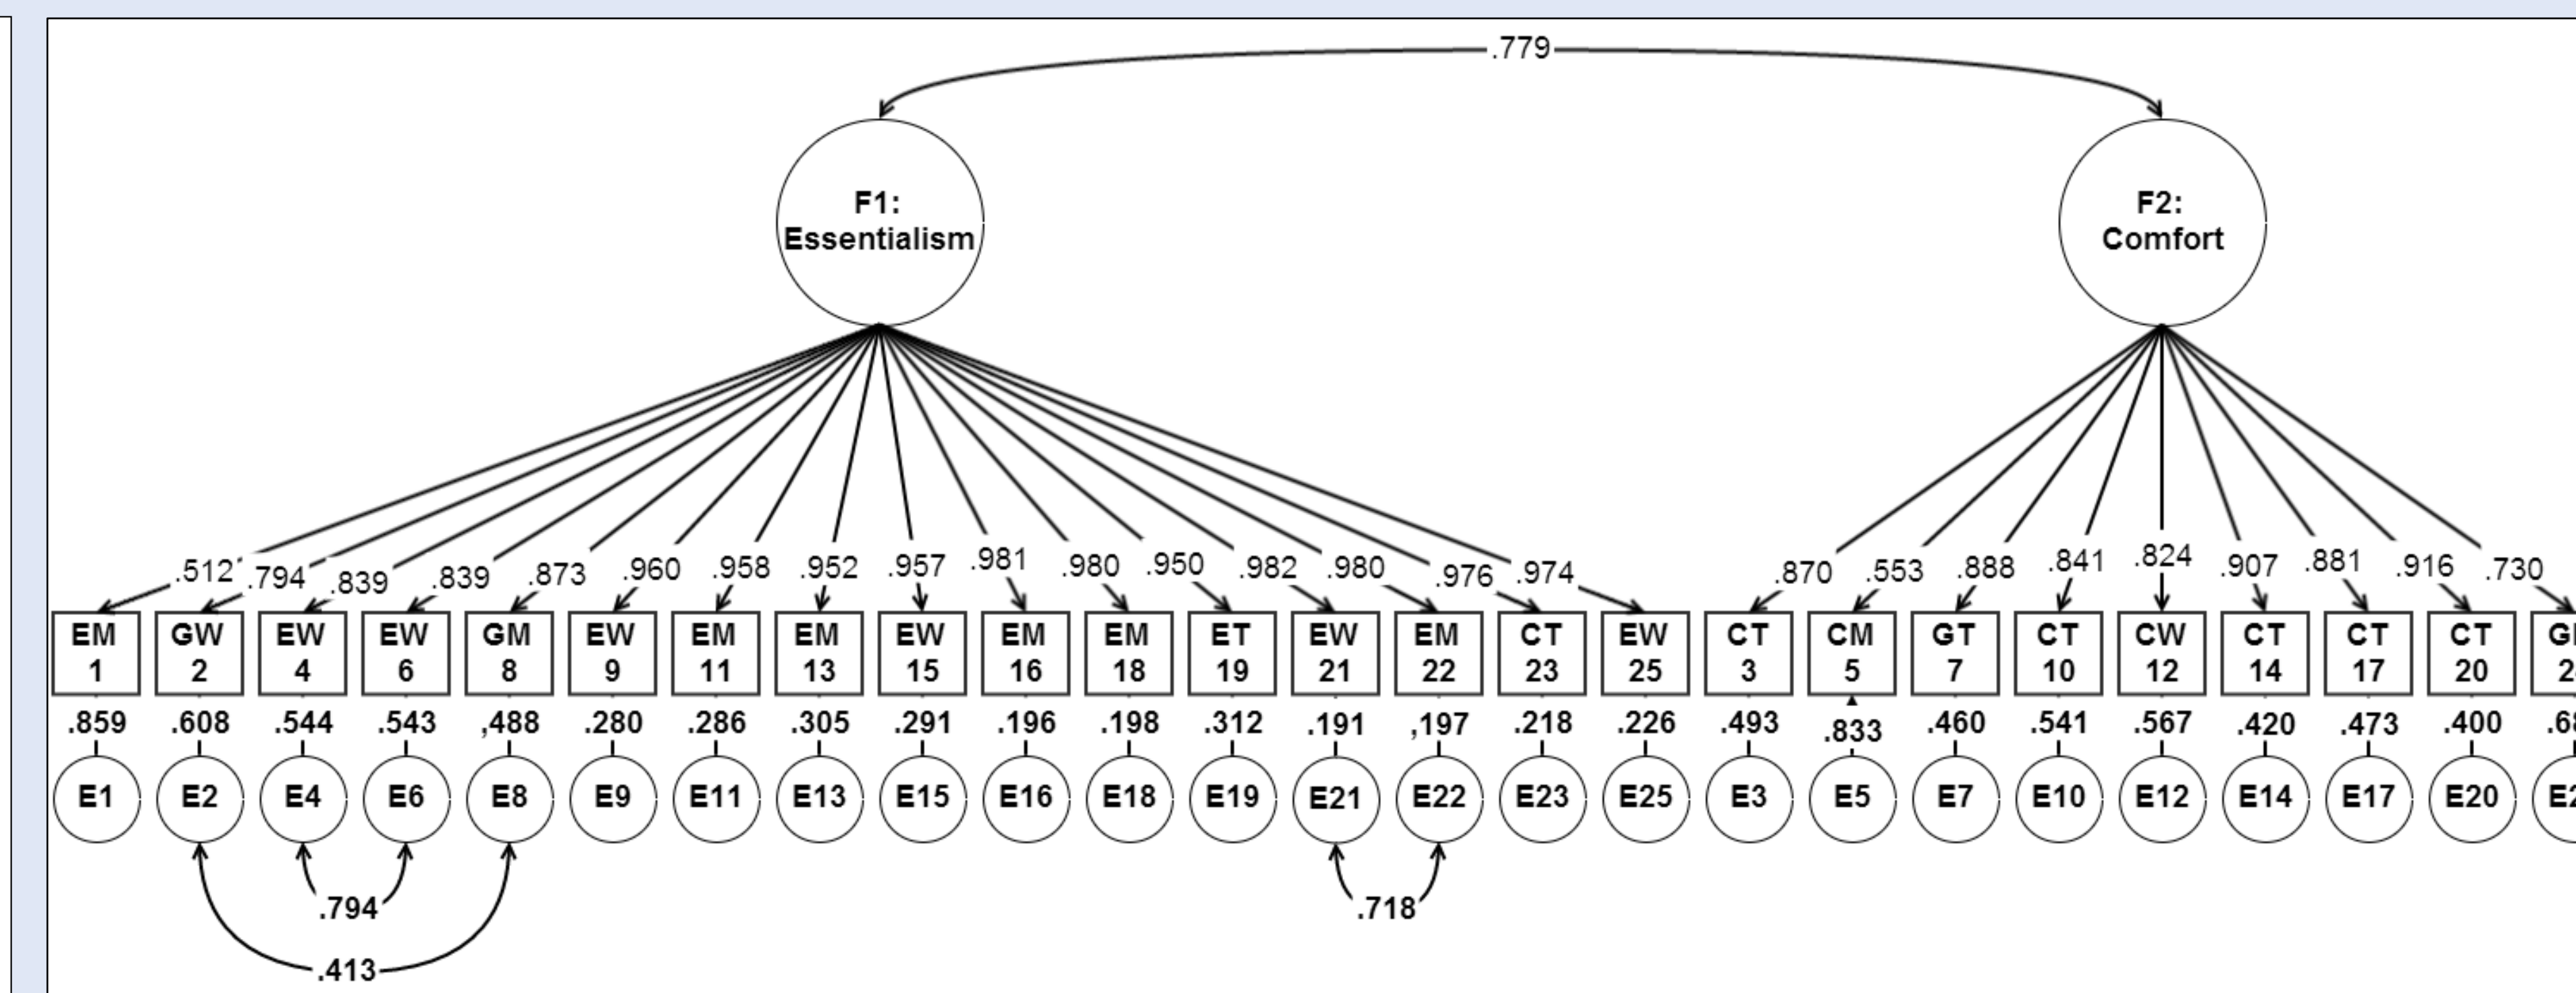 .779
F1:
Essentialism
F2:
Comfort
.512 .794 .839 .839 .873 .960 .958 .952 .957 .981 .980 .950 .982 .980 .976 .974 .870 .553 .888 .841 .824 .907 .881 .916 .730
EM GW EW EW GM EW EM EM EW EM EM ET EW EM CT EW CT CM GT CT CW CT CT CT
1 2 4 6 8 9 11 13 15 16 18 19 21 22 23 25 3 5 7 10 12 14 17 20
.859 .608 .544 .543 ,488 .280 .286 .305 .291 .196 .198 .312 .191 ,197 .218 .226 .493 .833 .460 .541 .567 .420 .473 .400
E1 E2 E4 E6 E8 E9 E11 E13 E15 E16 E18 E19 E21 E22 E23 E25 E3 E5 E7 E10 E12 E14 E17 E20
.794 .718
.413